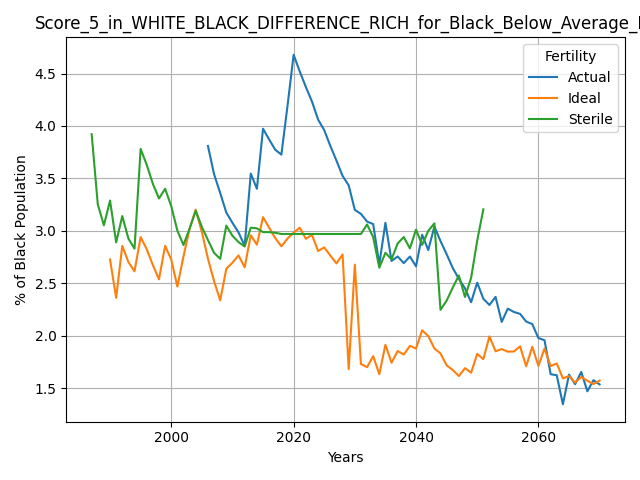 Score_5_in_WHITE_BLACK_DIFFERENCE_RICH_for_Black_Below_Average_
Fertility
Actual
Ideal
Sterile
% of Black Population
4.5
4.0
3.5
3.0
2.5
2.0
1.5
2000
2020
2040
2060
Years